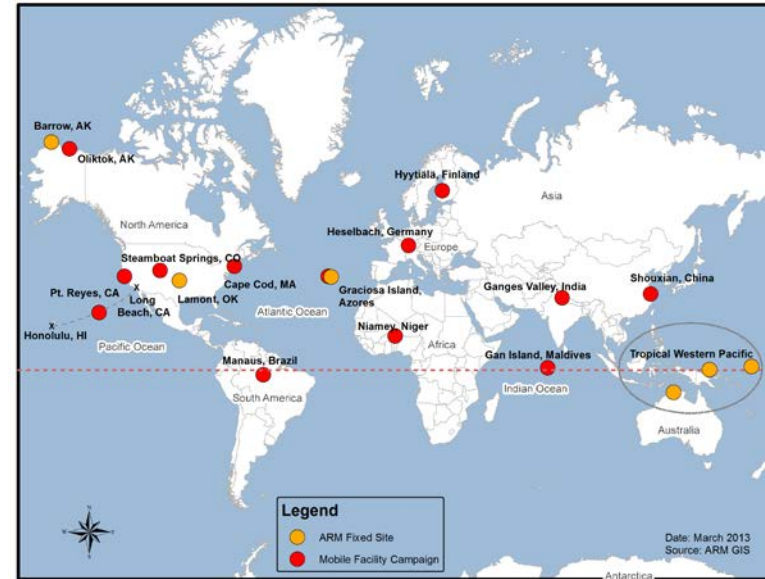 Barrow, AK
Oliktok, AK
Hyytiälä, Finland
Asia
North America
Heselbach, Germany
Europe
Steamboat Springs, CO
Cape Cod, MA
Pt. Reyes, CA
Long
Beach, CA
Lamont, OK
Graciosa Island,
Azores
Ganges Valley, India
Shouxian, China
Atlantic Ocean
Honolulu, HI
Niamey, Niger
Africa
Pacific Ocean
Manaus, Brazil
Gan Island, Maldives
Tropical Western Pacific
South America
Indian Ocean
Australia
Legend
ARM Fixed Site
Mobile Facility Campaign
Date: March 2013
Source: ARM GIS
Antarctica